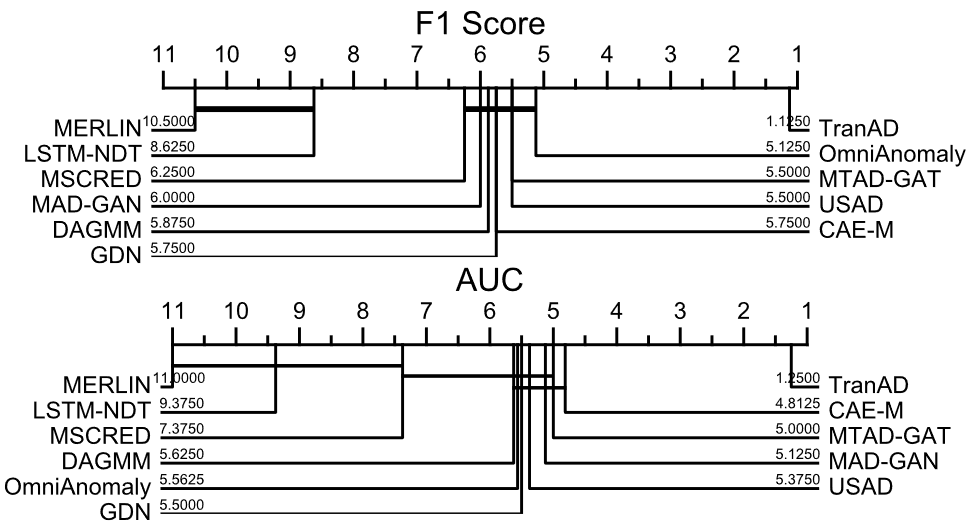 F1 Score
11 10 9 8 7 6 5 4 3 2 1
MERLIN 10.5000 1.1250 TranAD
LSTM-NDT 8.6250 5.1250 OmniAnomaly
MSCRED 6.2500 5.5000 MTAD-GAT
MAD-GAN 6.0000 5.5000 USAD
DAGMM 5.8750 5.7500 CAE-M
GDN 5.7500
AUC
11 10 9 8 7 6 5 4 3 2 1
MERLIN 11.0000 1.2500 TranAD
LSTM-NDT 9.3750 4.8125 CAE-M
MSCRED 7.3750 5.0000 MTAD-GAT
DAGMM 5.6250 5.1250 MAD-GAN
OmniAnomaly 5.5625 5.3750 USAD
GDN 5.5000